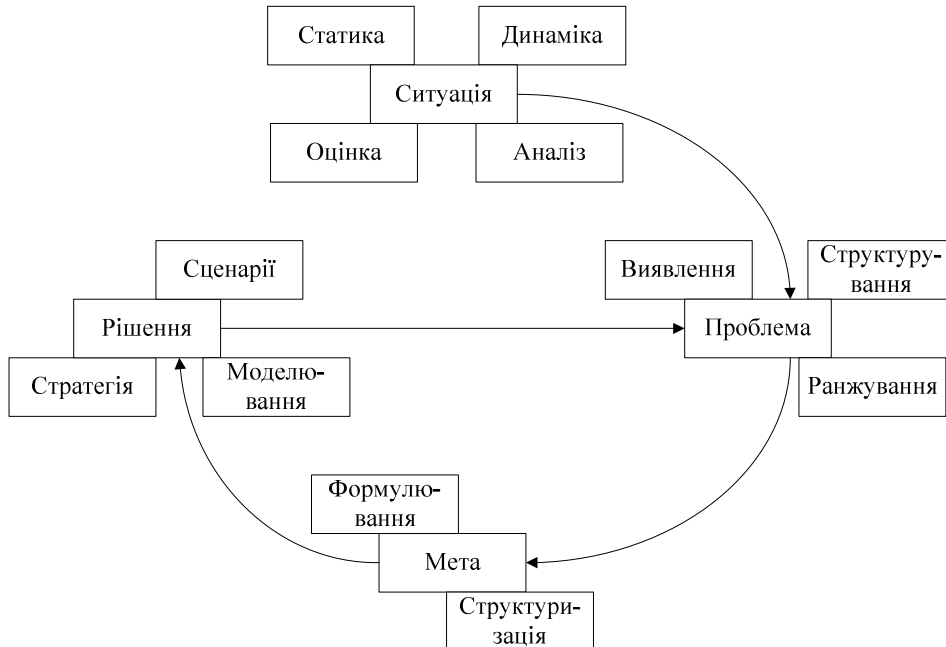 Статика
Динаміка
Ситуація
Оцінка
Аналіз
Сценарії
Виявлення
Структуру-
вання
Рішення
Проблема
Стратегія
Моделю-
вання
Ранжування
Формулю-
вання
Мета
Структури-
зація